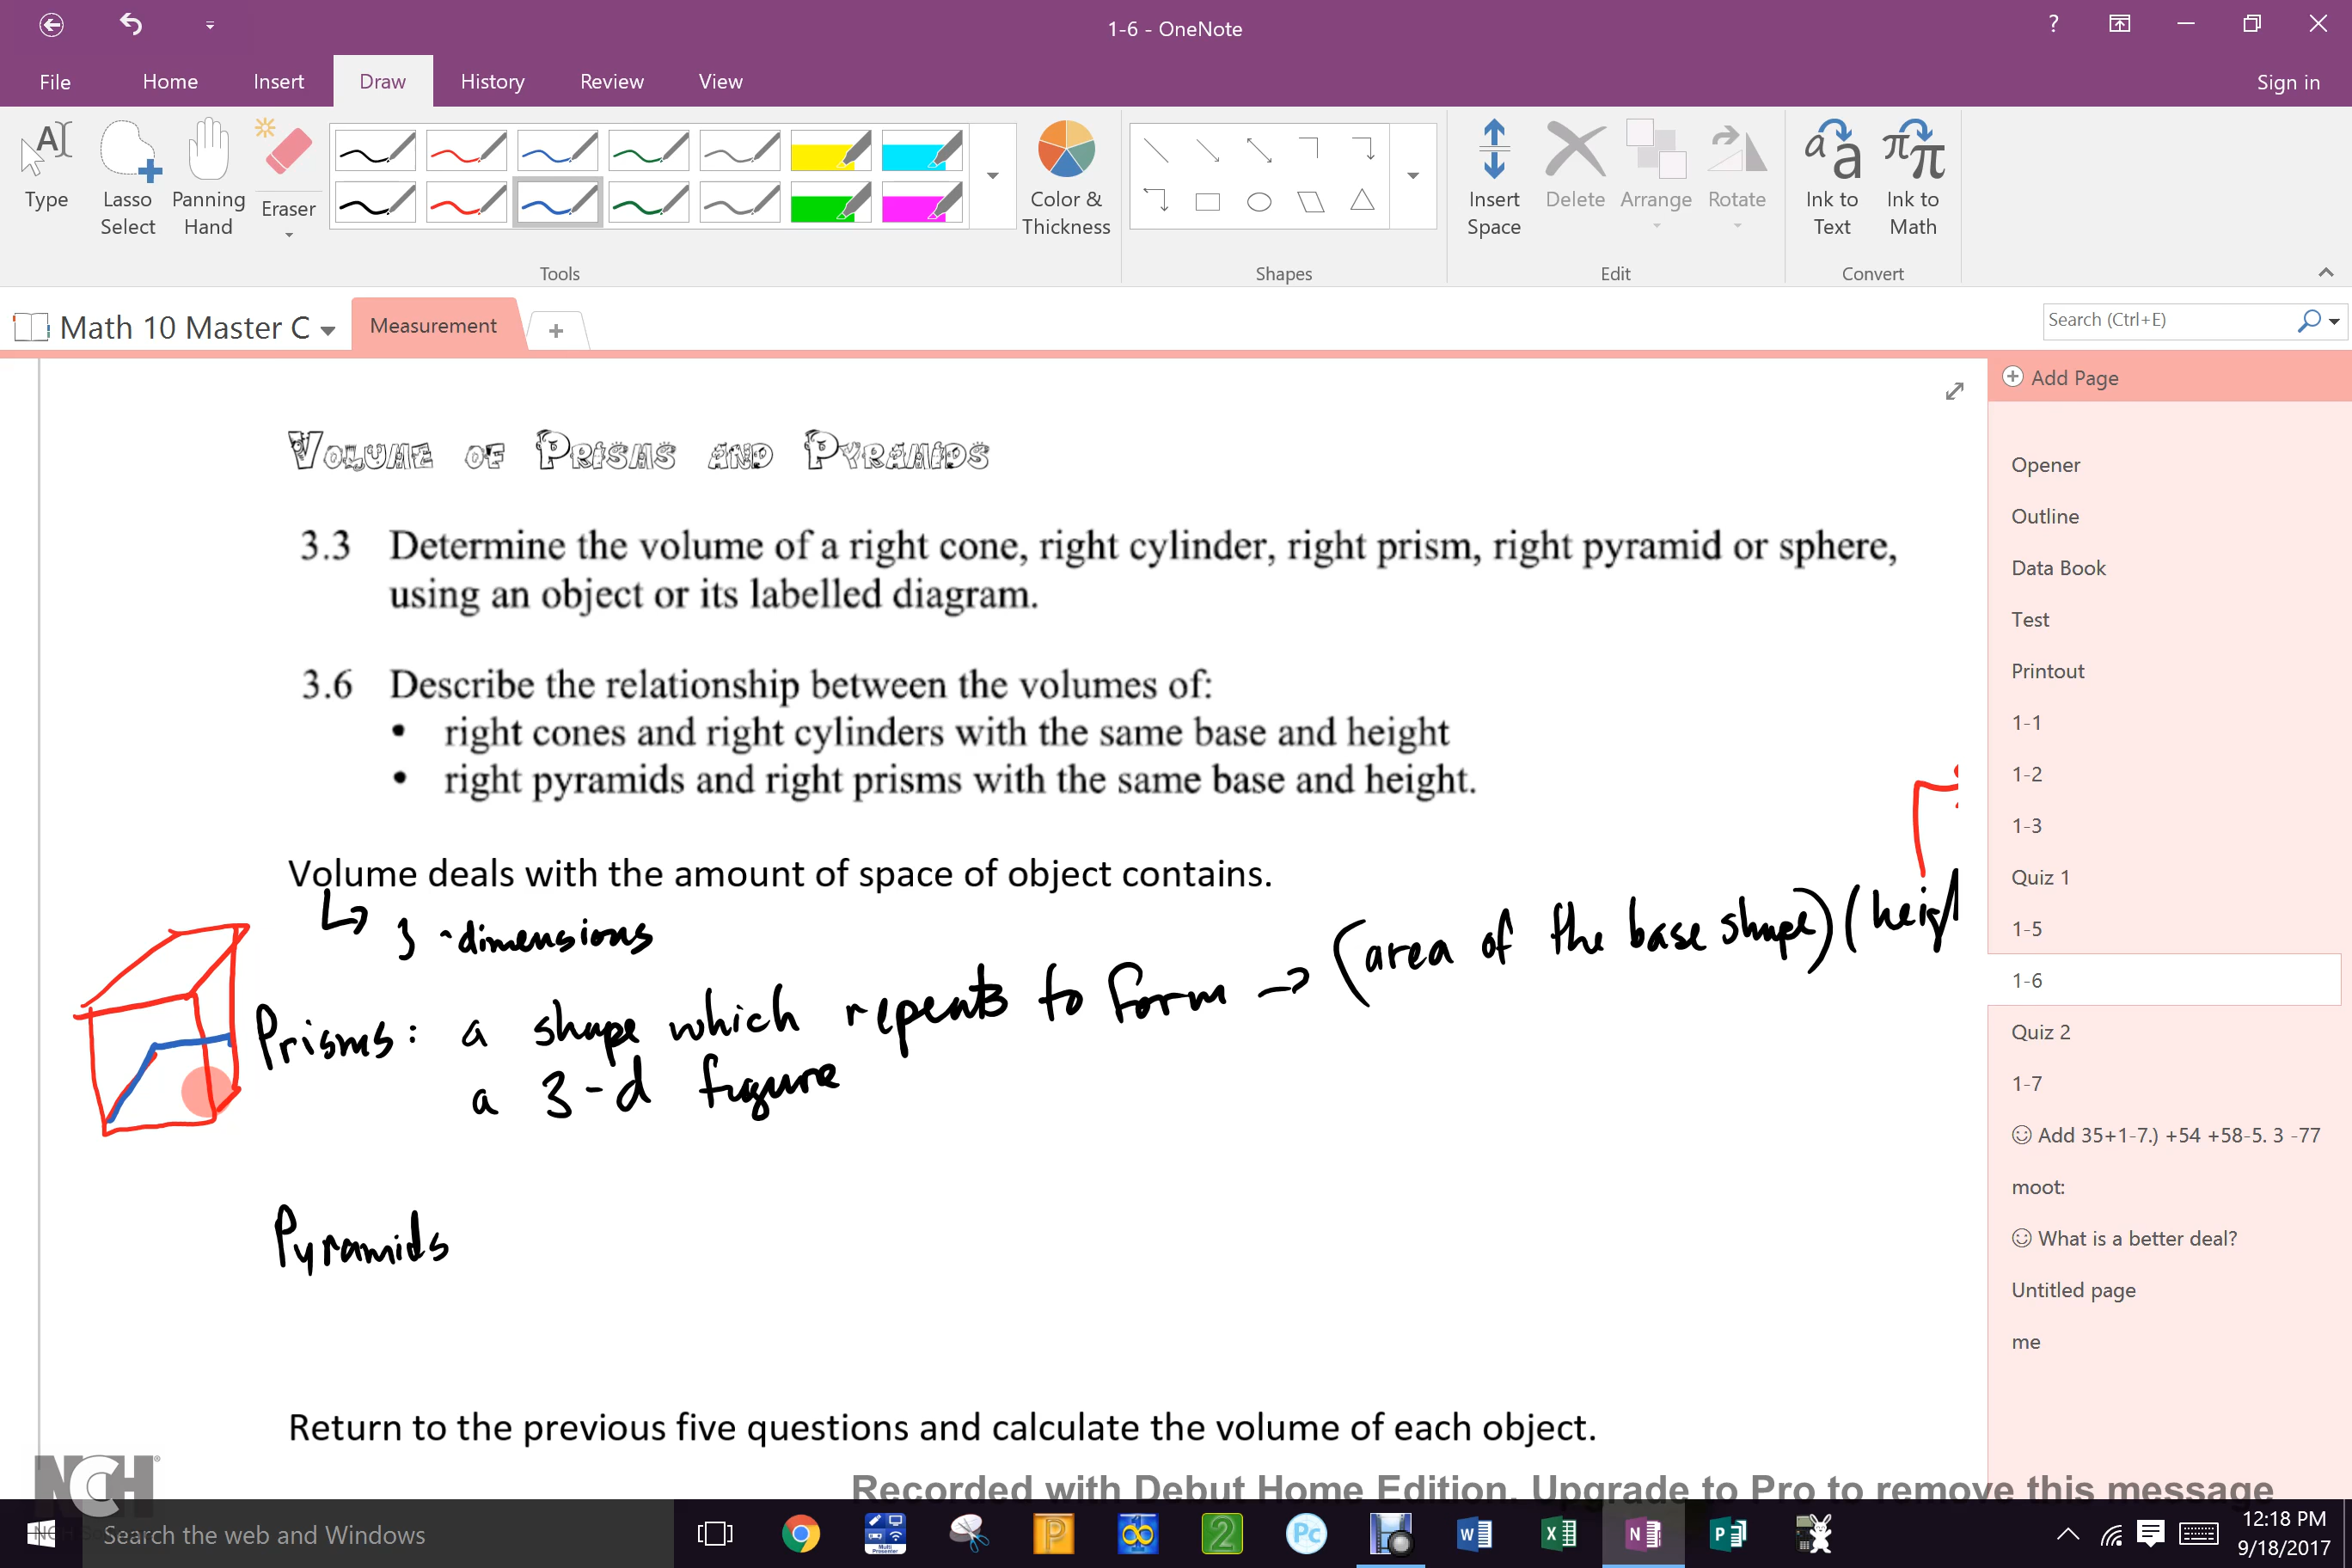 1-6 - OneNote
File Home Insert Draw History Review View Sign in
Type
Lasso Select
Panning Hand
Eraser
Color & Thickness
Insert Space
Delete
Arrange
Rotate
Ink to Text
Ink to Math
Tools Shapes Edit Convert
Math 10 Master C Measurement
Search (Ctrl+E)
Add Page
Opener
Outline
Data Book
Test
Printout
1-1
1-2
1-3
Quiz 1
1-5
1-6
Quiz 2
1-7
Add 35+1-7.) +54 +58-5. 3 -77
moot:
What is a better deal?
Untitled page
me
Volume of Prisms and Pyramids
3.3 Determine the volume of a right cone, right cylinder, right prism, right pyramid or sphere,
using an object or its labelled diagram.
3.6 Describe the relationship between the volumes of:
• right cones and right cylinders with the same base and height
• right pyramids and right prisms with the same base and height.
Volume deals with the amount of space of object contains.
↳ 3-dimensions
Prisms: a shape which repeats to form → (area of the base shape)(heigh
a 3-d figure
Pyramids
Return to the previous five questions and calculate the volume of each object.
NCH
Recorded with Debut Home Edition. Upgrade to Pro to remove this message
Search the web and Windows
12:18 PM
9/18/2017